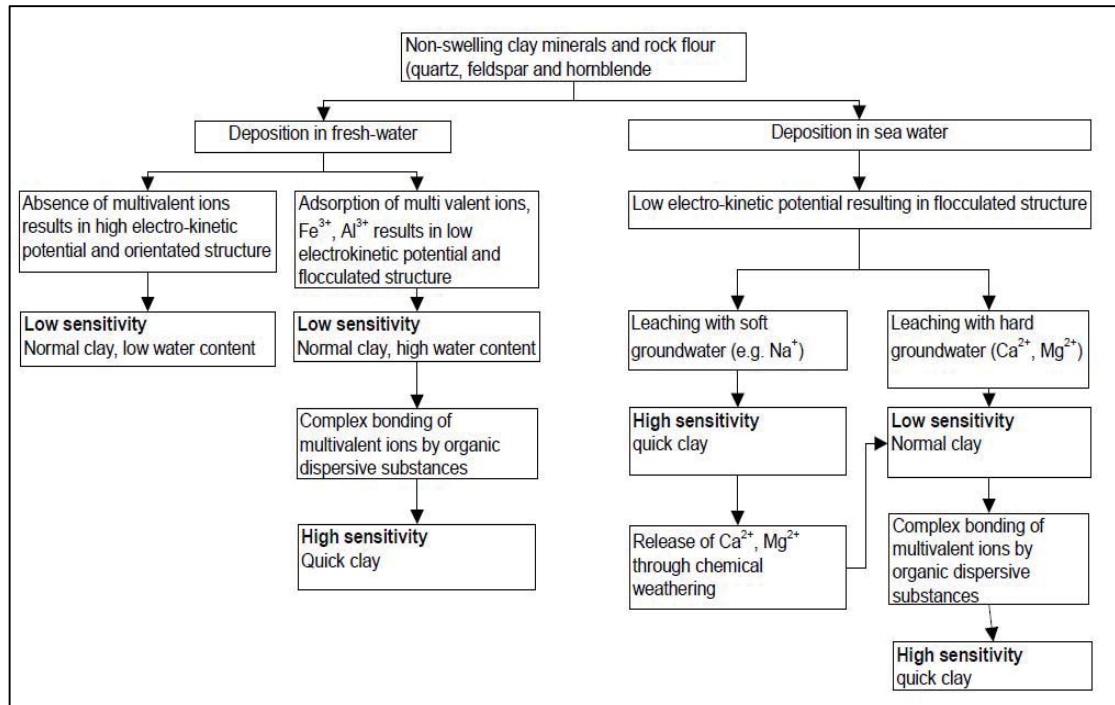 Non-swelling clay minerals and rock flour
(quartz, feldspar and hornblende
Deposition in fresh-water
Deposition in sea water
Absence of multivalent ions
results in high electro-kinetic
potential and orientated structure
Adsorption of multi valent ions,
Fe³⁺, Al³⁺ results in low
electrokinetic potential and
flocculated structure
Low electro-kinetic potential resulting in flocculated structure
Low sensitivity
Normal clay, low water content
Low sensitivity
Normal clay, high water content
Leaching with soft
groundwater (e.g. Na⁺)
Leaching with hard
groundwater (Ca²⁺, Mg²⁺)
Complex bonding of
multivalent ions by organic
dispersive substances
High sensitivity
quick clay
Low sensitivity
Normal clay
High sensitivity
Quick clay
Release of Ca²⁺, Mg²⁺
through chemical
weathering
Complex bonding of
multivalent ions by
organic dispersive
substances
High sensitivity
quick clay